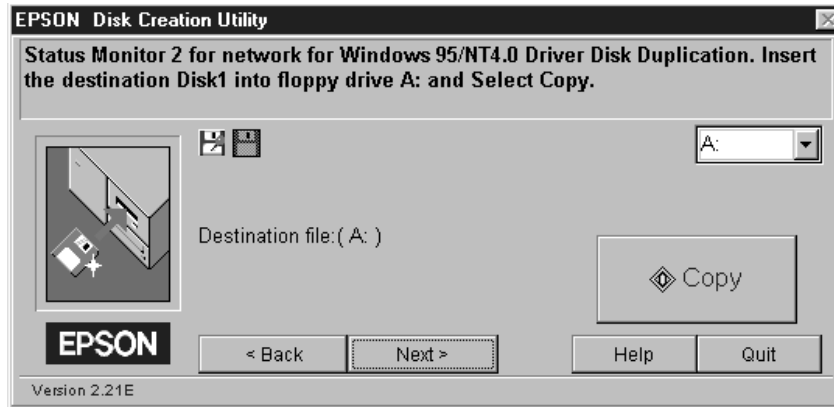 EPSON Disk Creation Utility
Status Monitor 2 for network for Windows 95/NT4.0 Driver Disk Duplication. Insert
the destination Disk1 into floppy drive A: and Select Copy.
A:
Destination file:( A: )
Copy
EPSON
< Back
Next >
Help
Quit
Version 2.21E